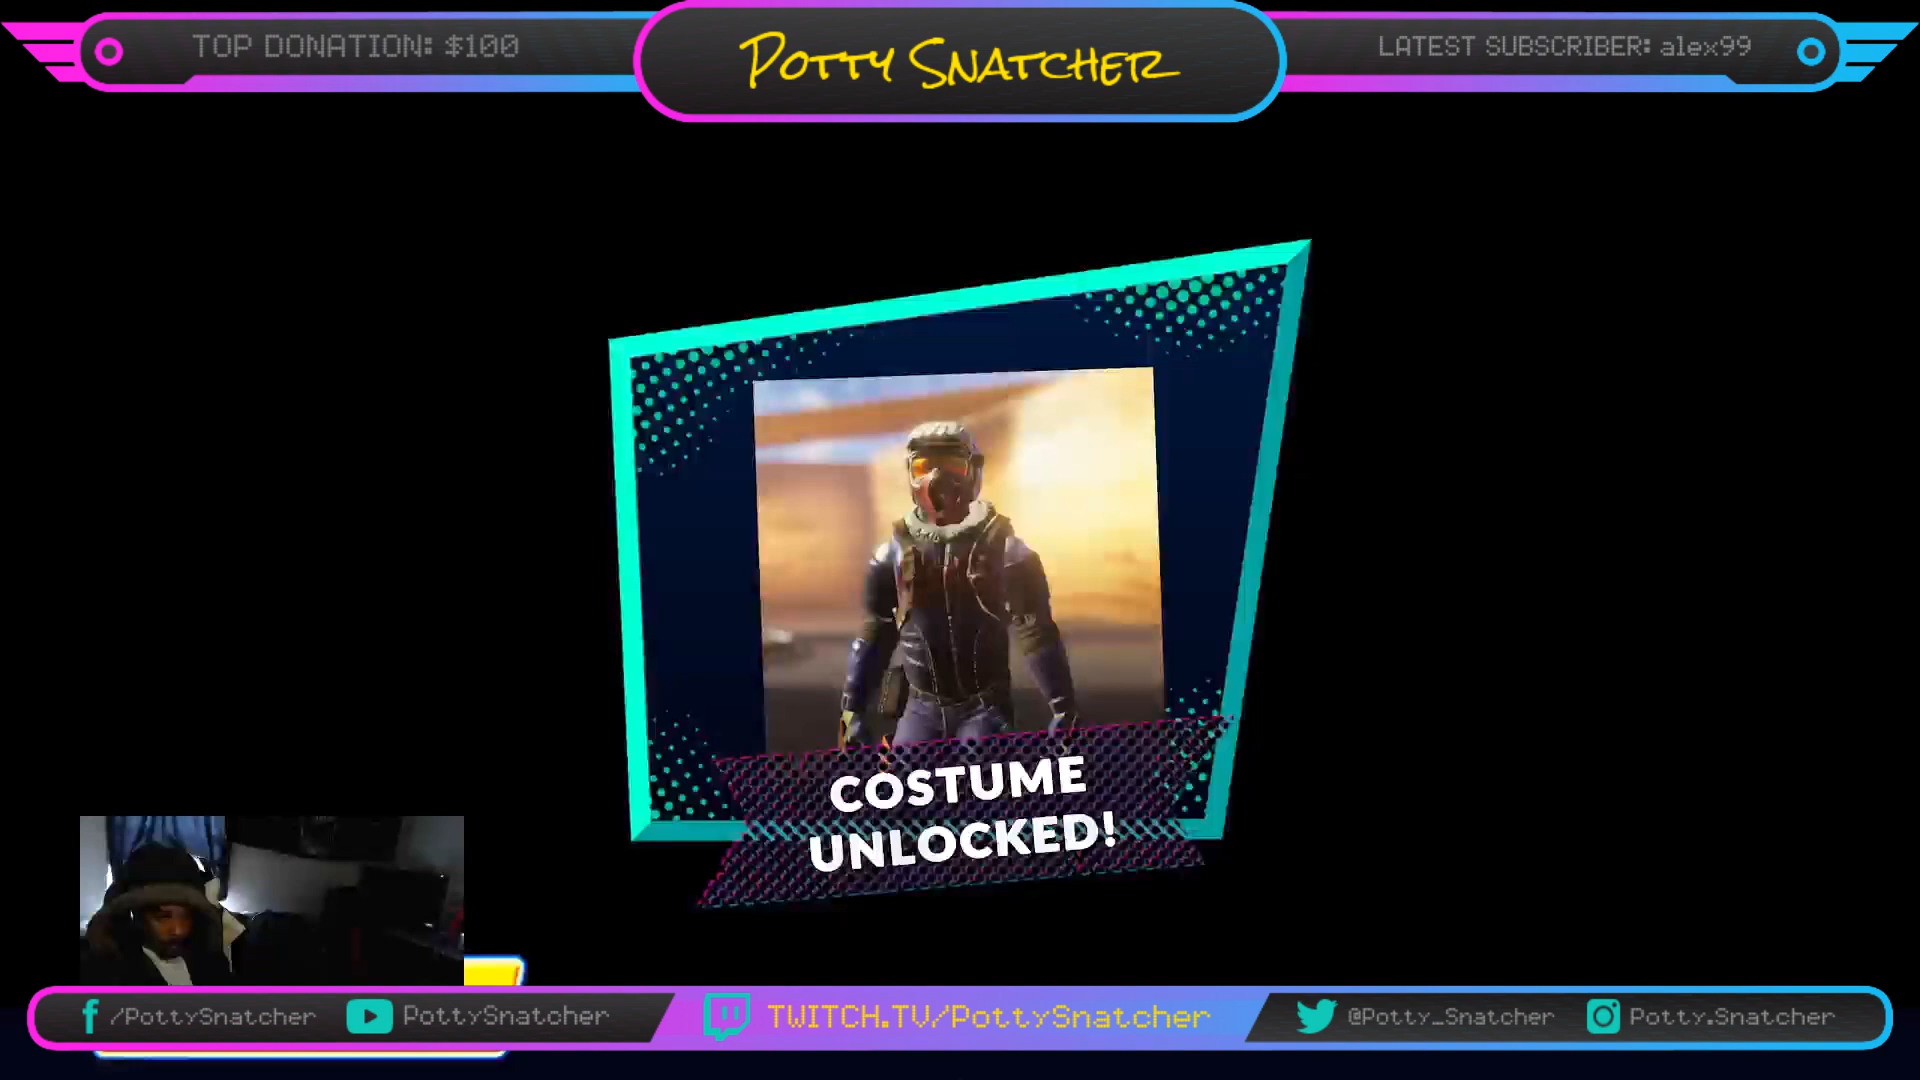 TOP DONATION: $100
Potty Snatcher
LATEST SUBSCRIBER: alex99
COSTUME
UNLOCKED!
/PottySnatcher
PottySnatcher
TWITCH.TV/PottySnatcher
@Potty_Snatcher
Potty.Snatcher